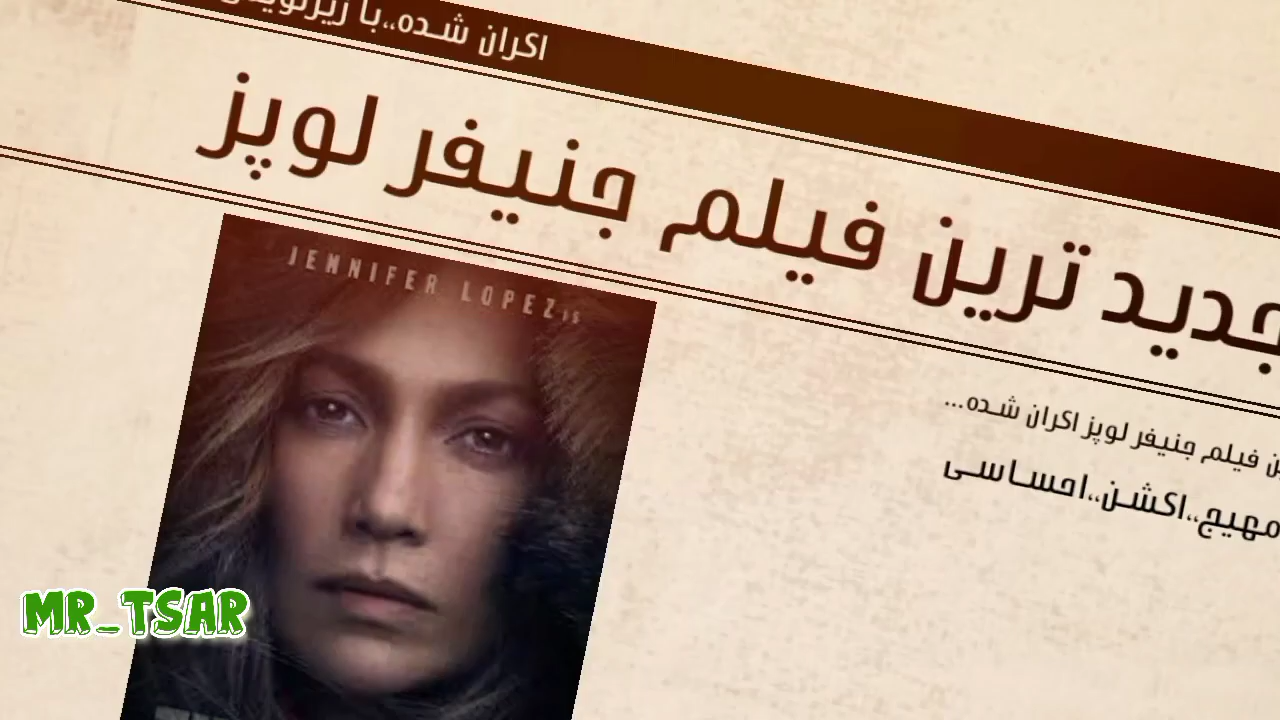 اکران شده،،با
جدید ترین فیلم جنیفر لوپز
JENNIFER LOPEZ IS
فیلم جنیفر لوپز اکران شده...
مهیج،،اکشن،،احساسی
MR_TSAR